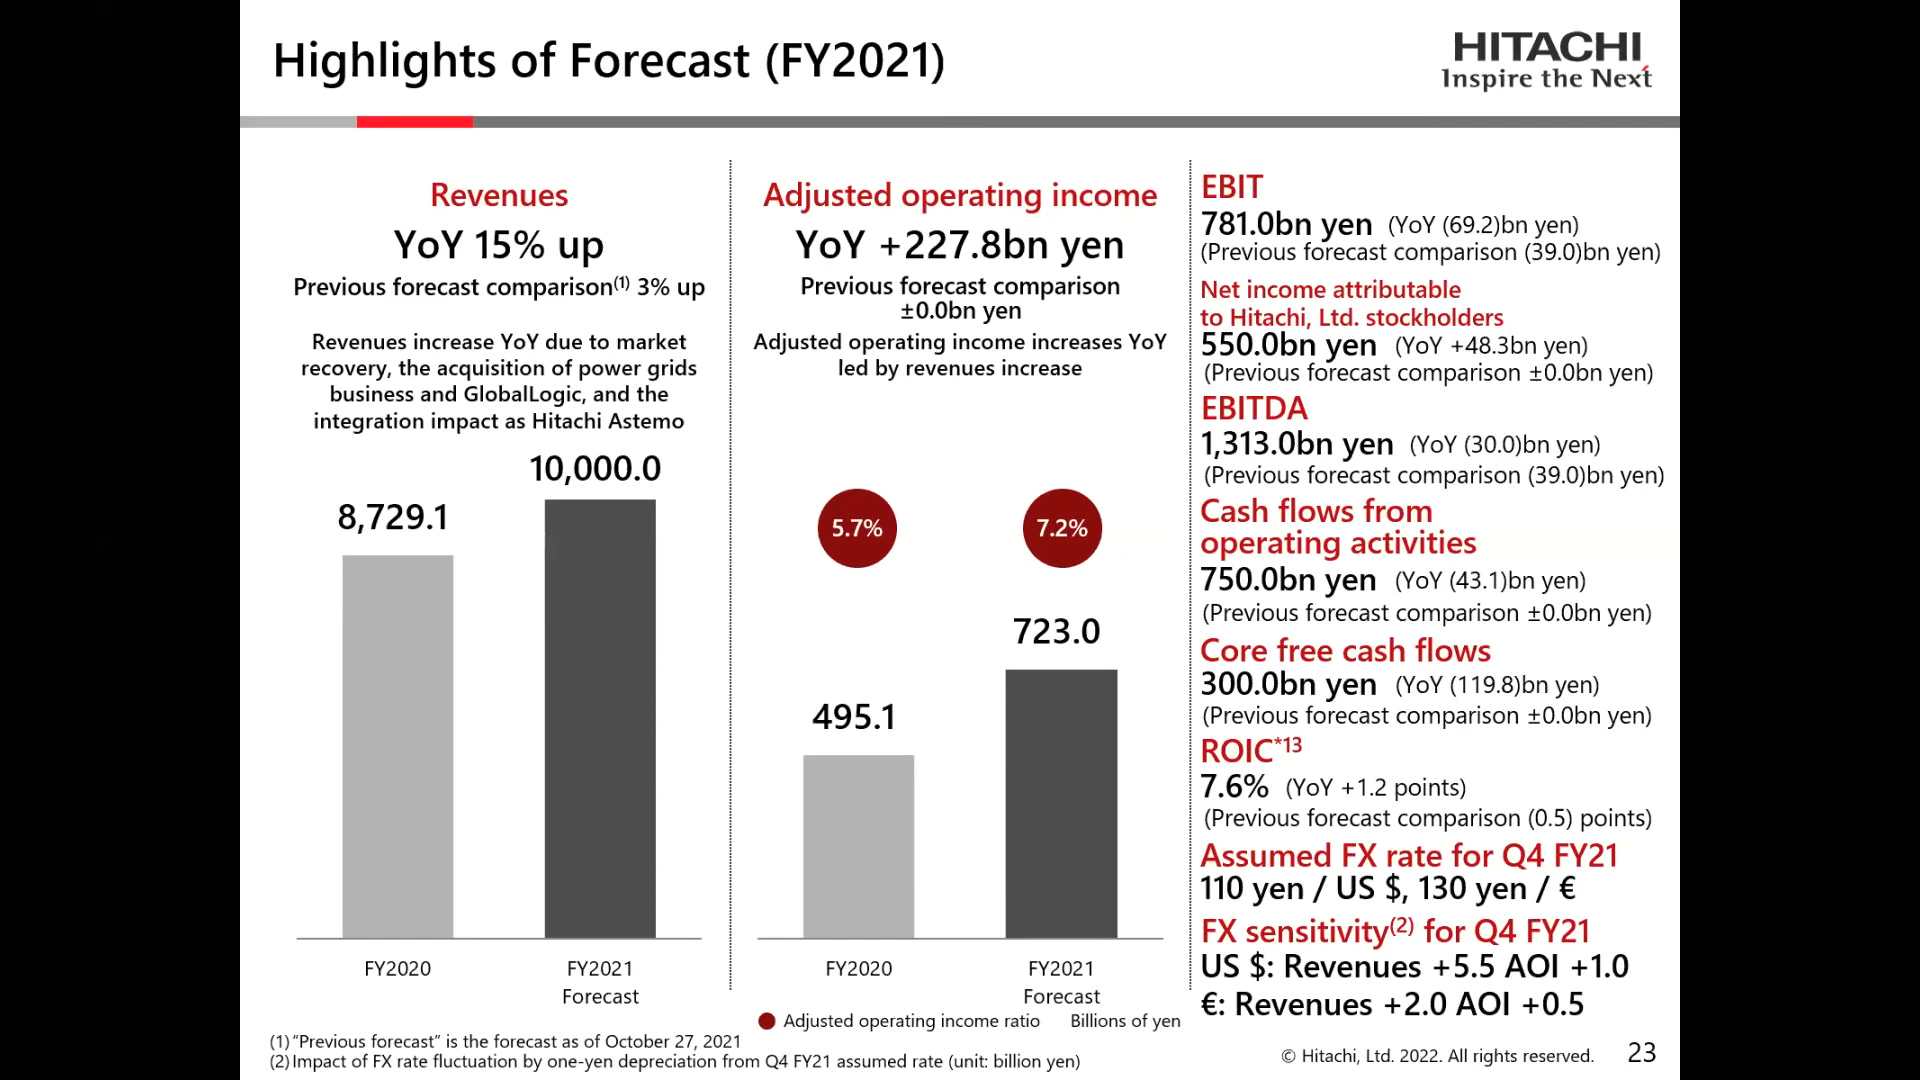 Highlights of Forecast (FY2021)
HITACHI
Inspire the Next
Revenues
YoY 15% up
Previous forecast comparison(1) 3% up
Revenues increase YoY due to market
recovery, the acquisition of power grids
business and GlobalLogic, and the
integration impact as Hitachi Astemo
10,000.0
8,729.1
FY2020
FY2021
Forecast
Adjusted operating income
YoY +227.8bn yen
Previous forecast comparison
±0.0bn yen
Adjusted operating income increases YoY
led by revenues increase
5.7%
7.2%
723.0
495.1
FY2020
FY2021
Forecast
Adjusted operating income ratio
Billions of yen
EBIT
781.0bn yen (YoY (69.2)bn yen)
(Previous forecast comparison (39.0)bn yen)
Net income attributable
to Hitachi, Ltd. stockholders
550.0bn yen (YoY +48.3bn yen)
(Previous forecast comparison ±0.0bn yen)
EBITDA
1,313.0bn yen (YoY (30.0)bn yen)
(Previous forecast comparison (39.0)bn yen)
Cash flows from
operating activities
750.0bn yen (YoY (43.1)bn yen)
(Previous forecast comparison ±0.0bn yen)
Core free cash flows
300.0bn yen (YoY (119.8)bn yen)
(Previous forecast comparison ±0.0bn yen)
ROIC*13
7.6% (YoY +1.2 points)
(Previous forecast comparison (0.5) points)
Assumed FX rate for Q4 FY21
110 yen / US $, 130 yen / €
FX sensitivity(2) for Q4 FY21
US $: Revenues +5.5 AOI +1.0
€: Revenues +2.0 AOI +0.5
(1) "Previous forecast" is the forecast as of October 27, 2021
(2) Impact of FX rate fluctuation by one-yen depreciation from Q4 FY21 assumed rate (unit: billion yen)
© Hitachi, Ltd. 2022. All rights reserved.
23